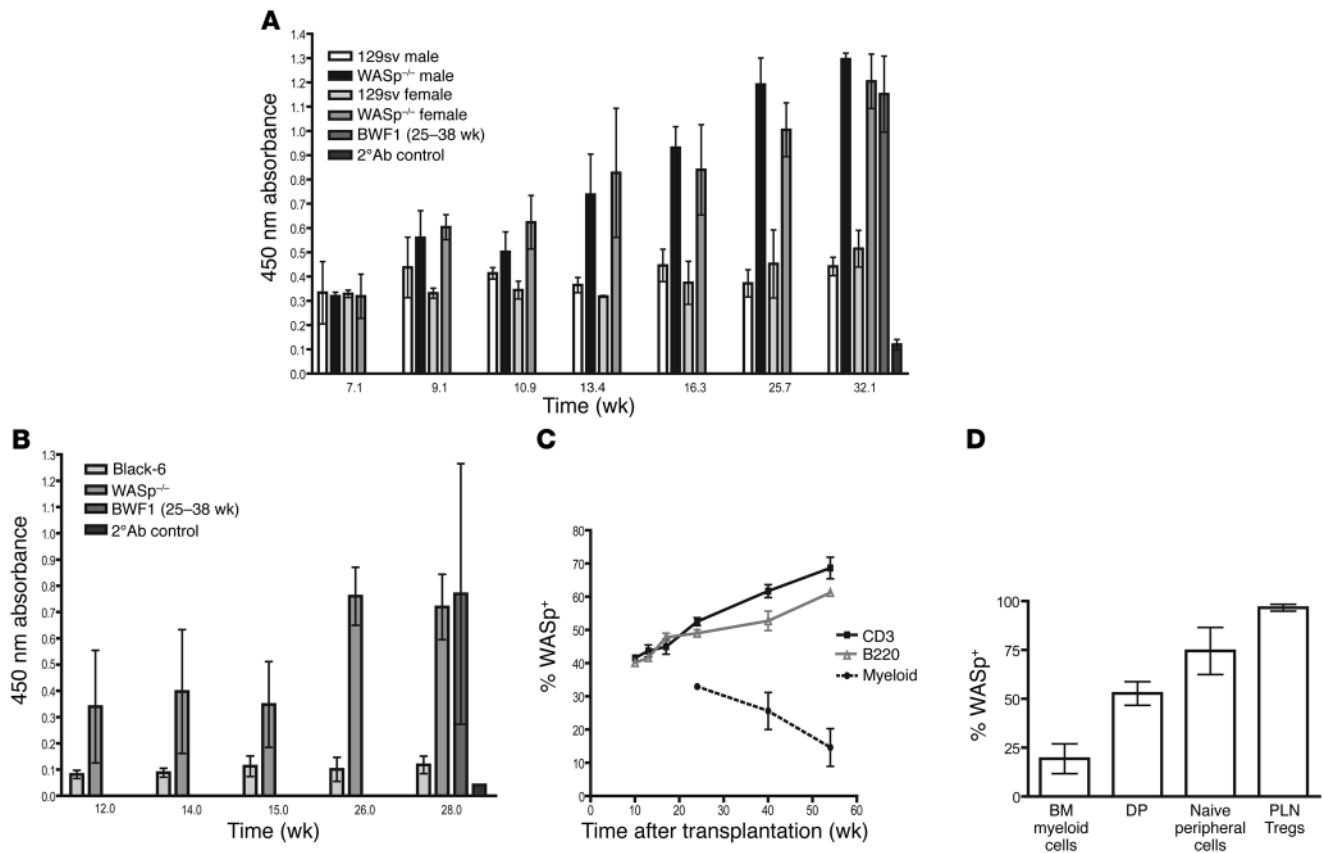 A
1.4
1.3
1.2
1.1
1.0
0.9
0.8
0.7
0.6
0.5
0.4
0.3
0.2
0.1
0.0
450 nm absorbance
129sv male
WASp⁻/⁻ male
129sv female
WASp⁻/⁻ female
BWF1 (25–38 wk)
2°Ab control
7.1 9.1 10.9 13.4 16.3 25.7 32.1
Time (wk)
B
1.3
1.2
1.1
1.0
0.9
0.8
0.7
0.6
0.5
0.4
0.3
0.2
0.1
0.0
450 nm absorbance
Black-6
WASp⁻/⁻
BWF1 (25–38 wk)
2°Ab control
12.0 14.0 15.0 26.0 28.0
Time (wk)
C
80
70
60
50
40
30
20
10
0
% WASp⁺
CD3
B220
Myeloid
0 10 20 30 40 50 60
Time after transplantation (wk)
D
100
75
50
25
0
% WASp⁺
BM
myeloid
cells
DP
Naive
peripheral
cells
PLN
Tregs